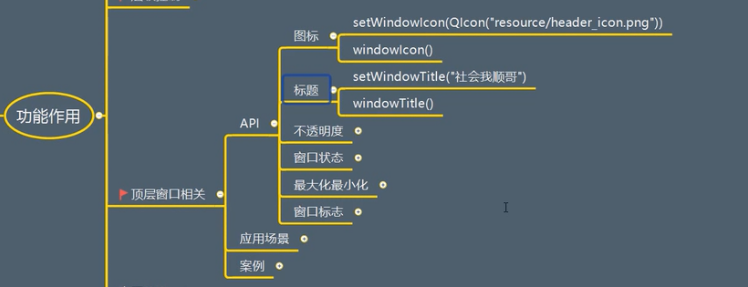 功能作用
顶层窗口相关
API
图标
setWindowIcon(QIcon("resource/header_icon.png"))
windowIcon()
标题
setWindowTitle("社会我顺哥")
windowTitle()
不透明度
窗口状态
最大化最小化
窗口标志
应用场景
案例